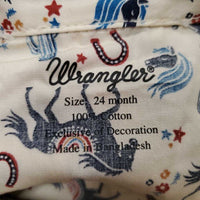 Wrangler
Size: 24 month
100% Cotton
Exclusive of Decoration
Made in Bangladesh